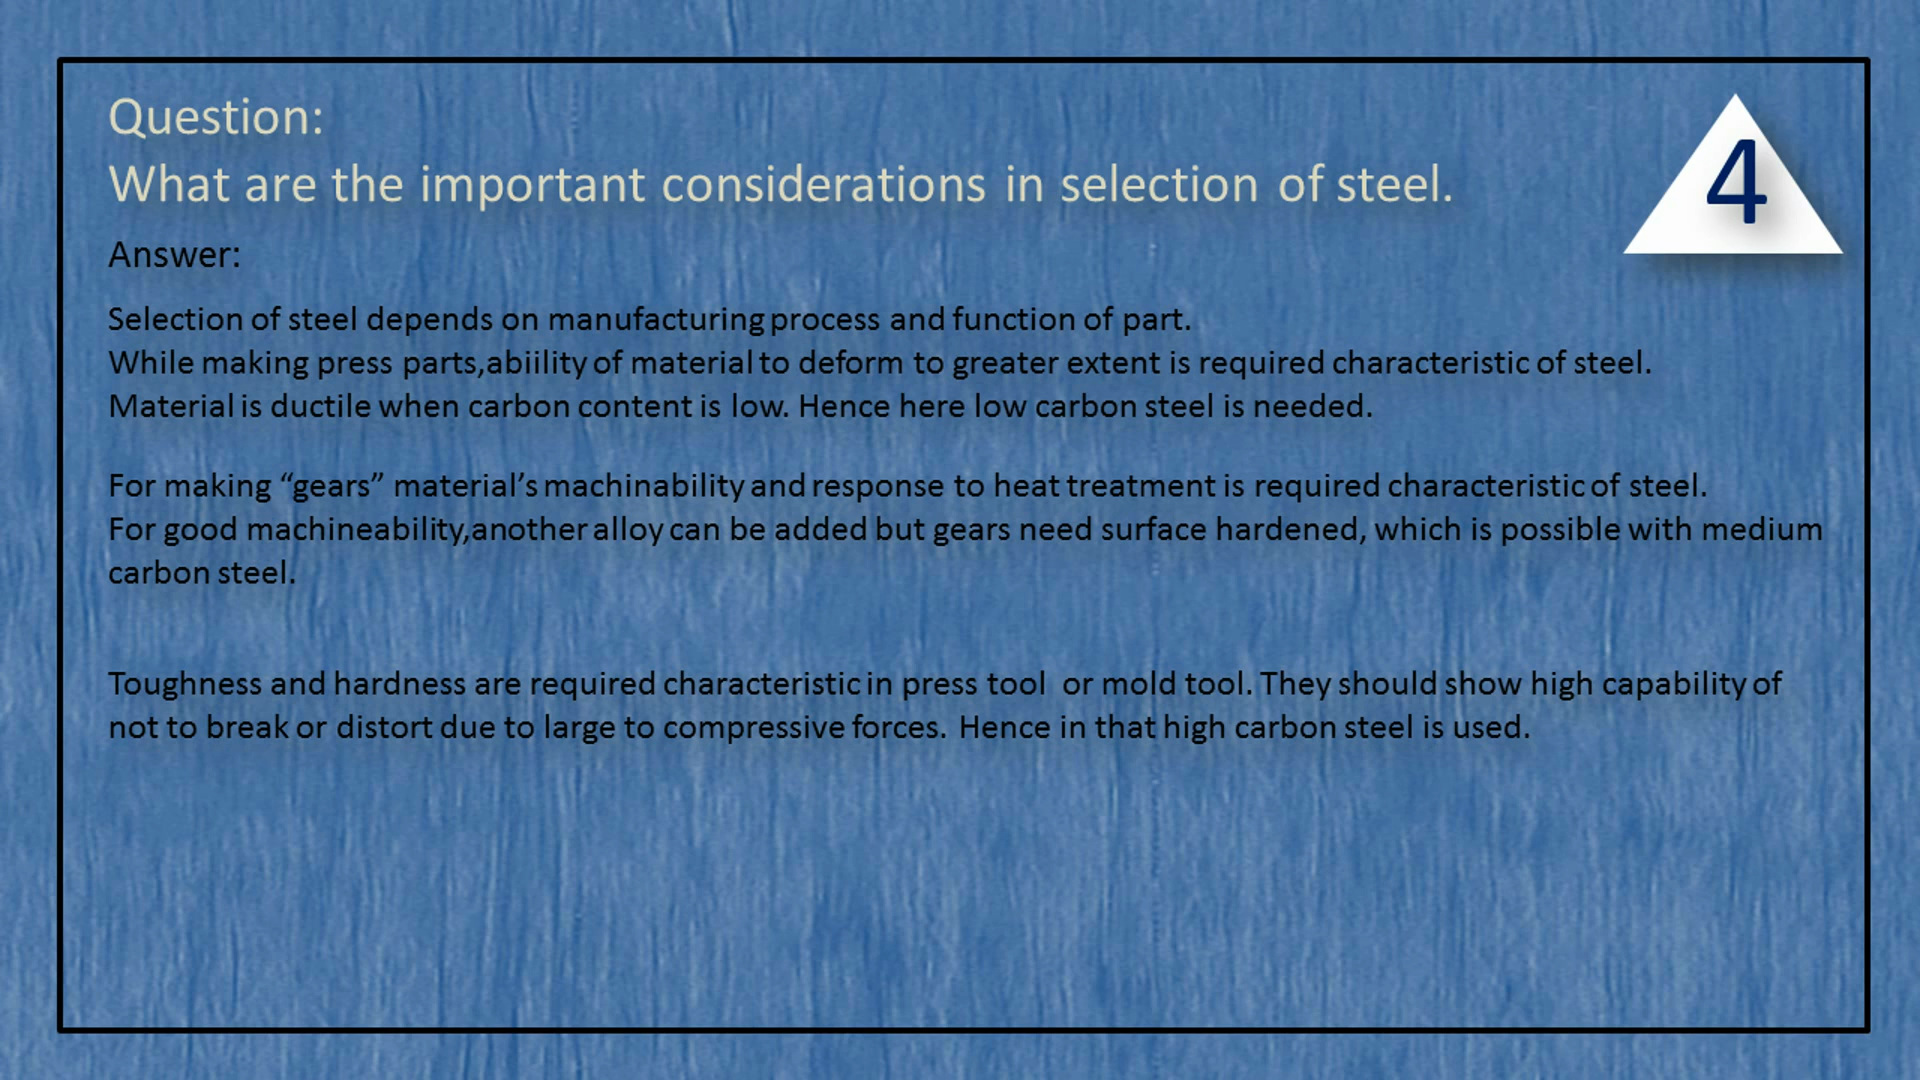 Question:
What are the important considerations in selection of steel.
4
Answer:
Selection of steel depends on manufacturing process and function of part.
While making press parts,abiility of material to deform to greater extent is required characteristic of steel.
Material is ductile when carbon content is low. Hence here low carbon steel is needed.
For making “gears” material’s machinability and response to heat treatment is required characteristic of steel.
For good machineability,another alloy can be added but gears need surface hardened, which is possible with medium
carbon steel.
Toughness and hardness are required characteristic in press tool or mold tool. They should show high capability of
not to break or distort due to large to compressive forces. Hence in that high carbon steel is used.